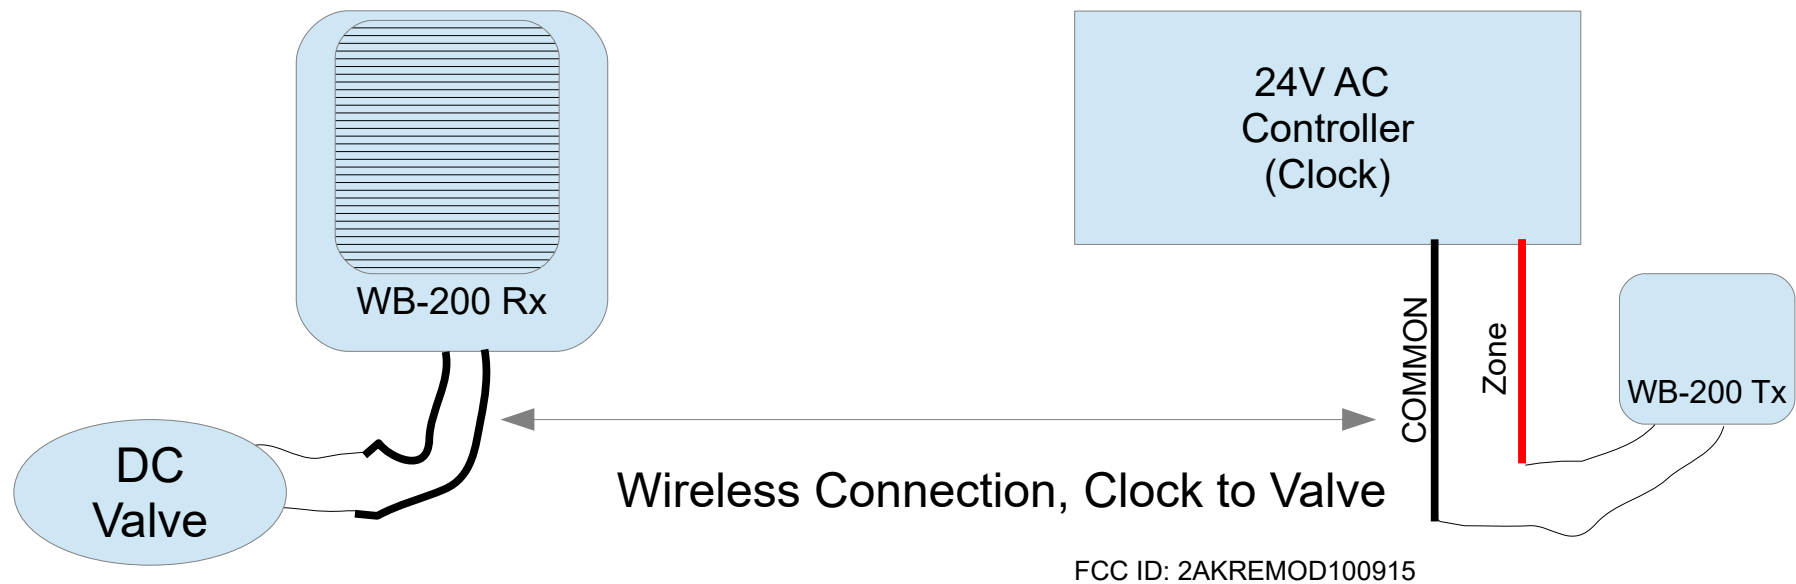 24V AC
Controller
(Clock)
WB-200 Rx
COMMON
Zone
WB-200 Tx
DC
Valve
Wireless Connection, Clock to Valve
FCC ID: 2AKREMOD100915